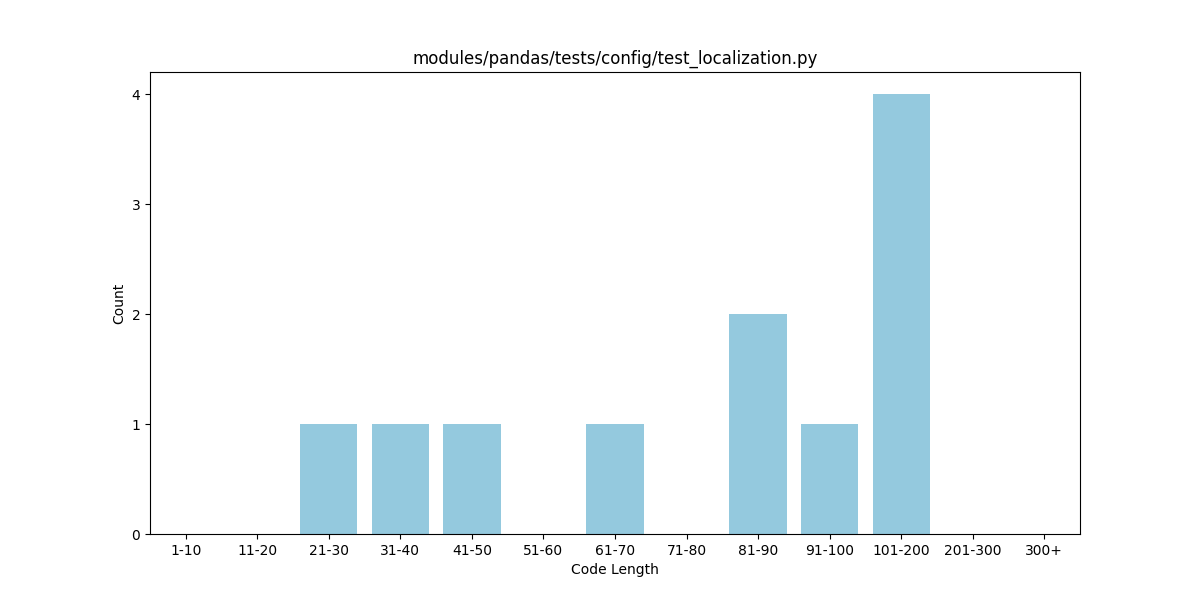 modules/pandas/tests/config/test_localization.py
Count
4
3
2
1
0
1-10 11-20 21-30 31-40 41-50 51-60 61-70 71-80 81-90 91-100 101-200 201-300 300+
Code Length